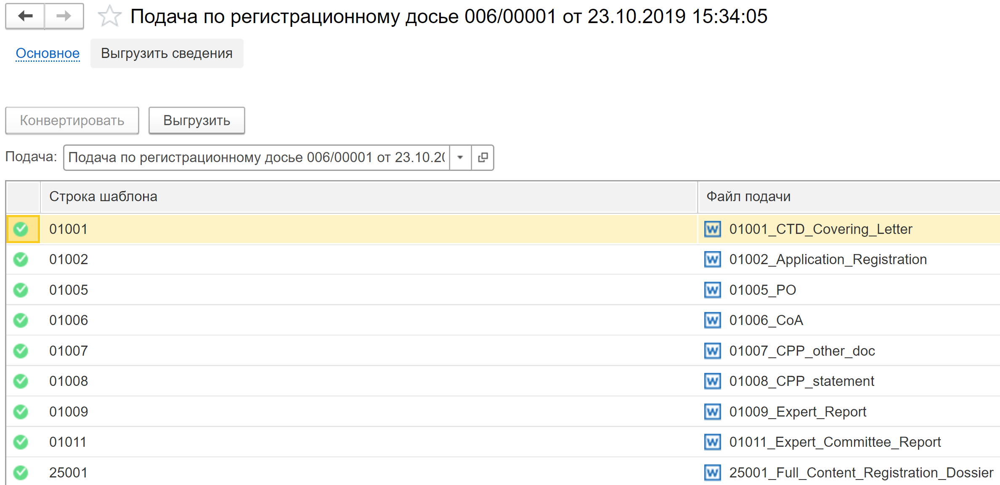 Подача по регистрационному досье 006/00001 от 23.10.2019 15:34:05
Основное Выгрузить сведения
Конвертировать Выгрузить
Подача: Подача по регистрационному досье 006/00001 от 23.10.20
Строка шаблона Файл подачи
01001 01001_CTD_Covering_Letter
01002 01002_Application_Registration
01005 01005_PO
01006 01006_CoA
01007 01007_CPP_other_doc
01008 01008_CPP_statement
01009 01009_Expert_Report
01011 01011_Expert_Committee_Report
25001 25001_Full_Content_Registration_Dossier